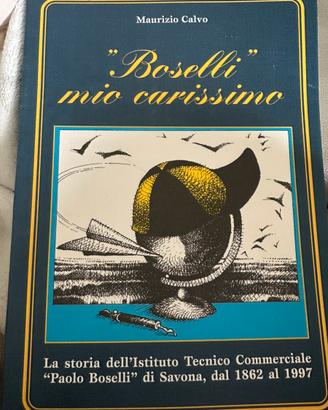 Maurizio Calvo
"Boselli"
mio carissimo
La storia dell'Istituto Tecnico Commerciale
"Paolo Boselli" di Savona, dal 1862 al 1997